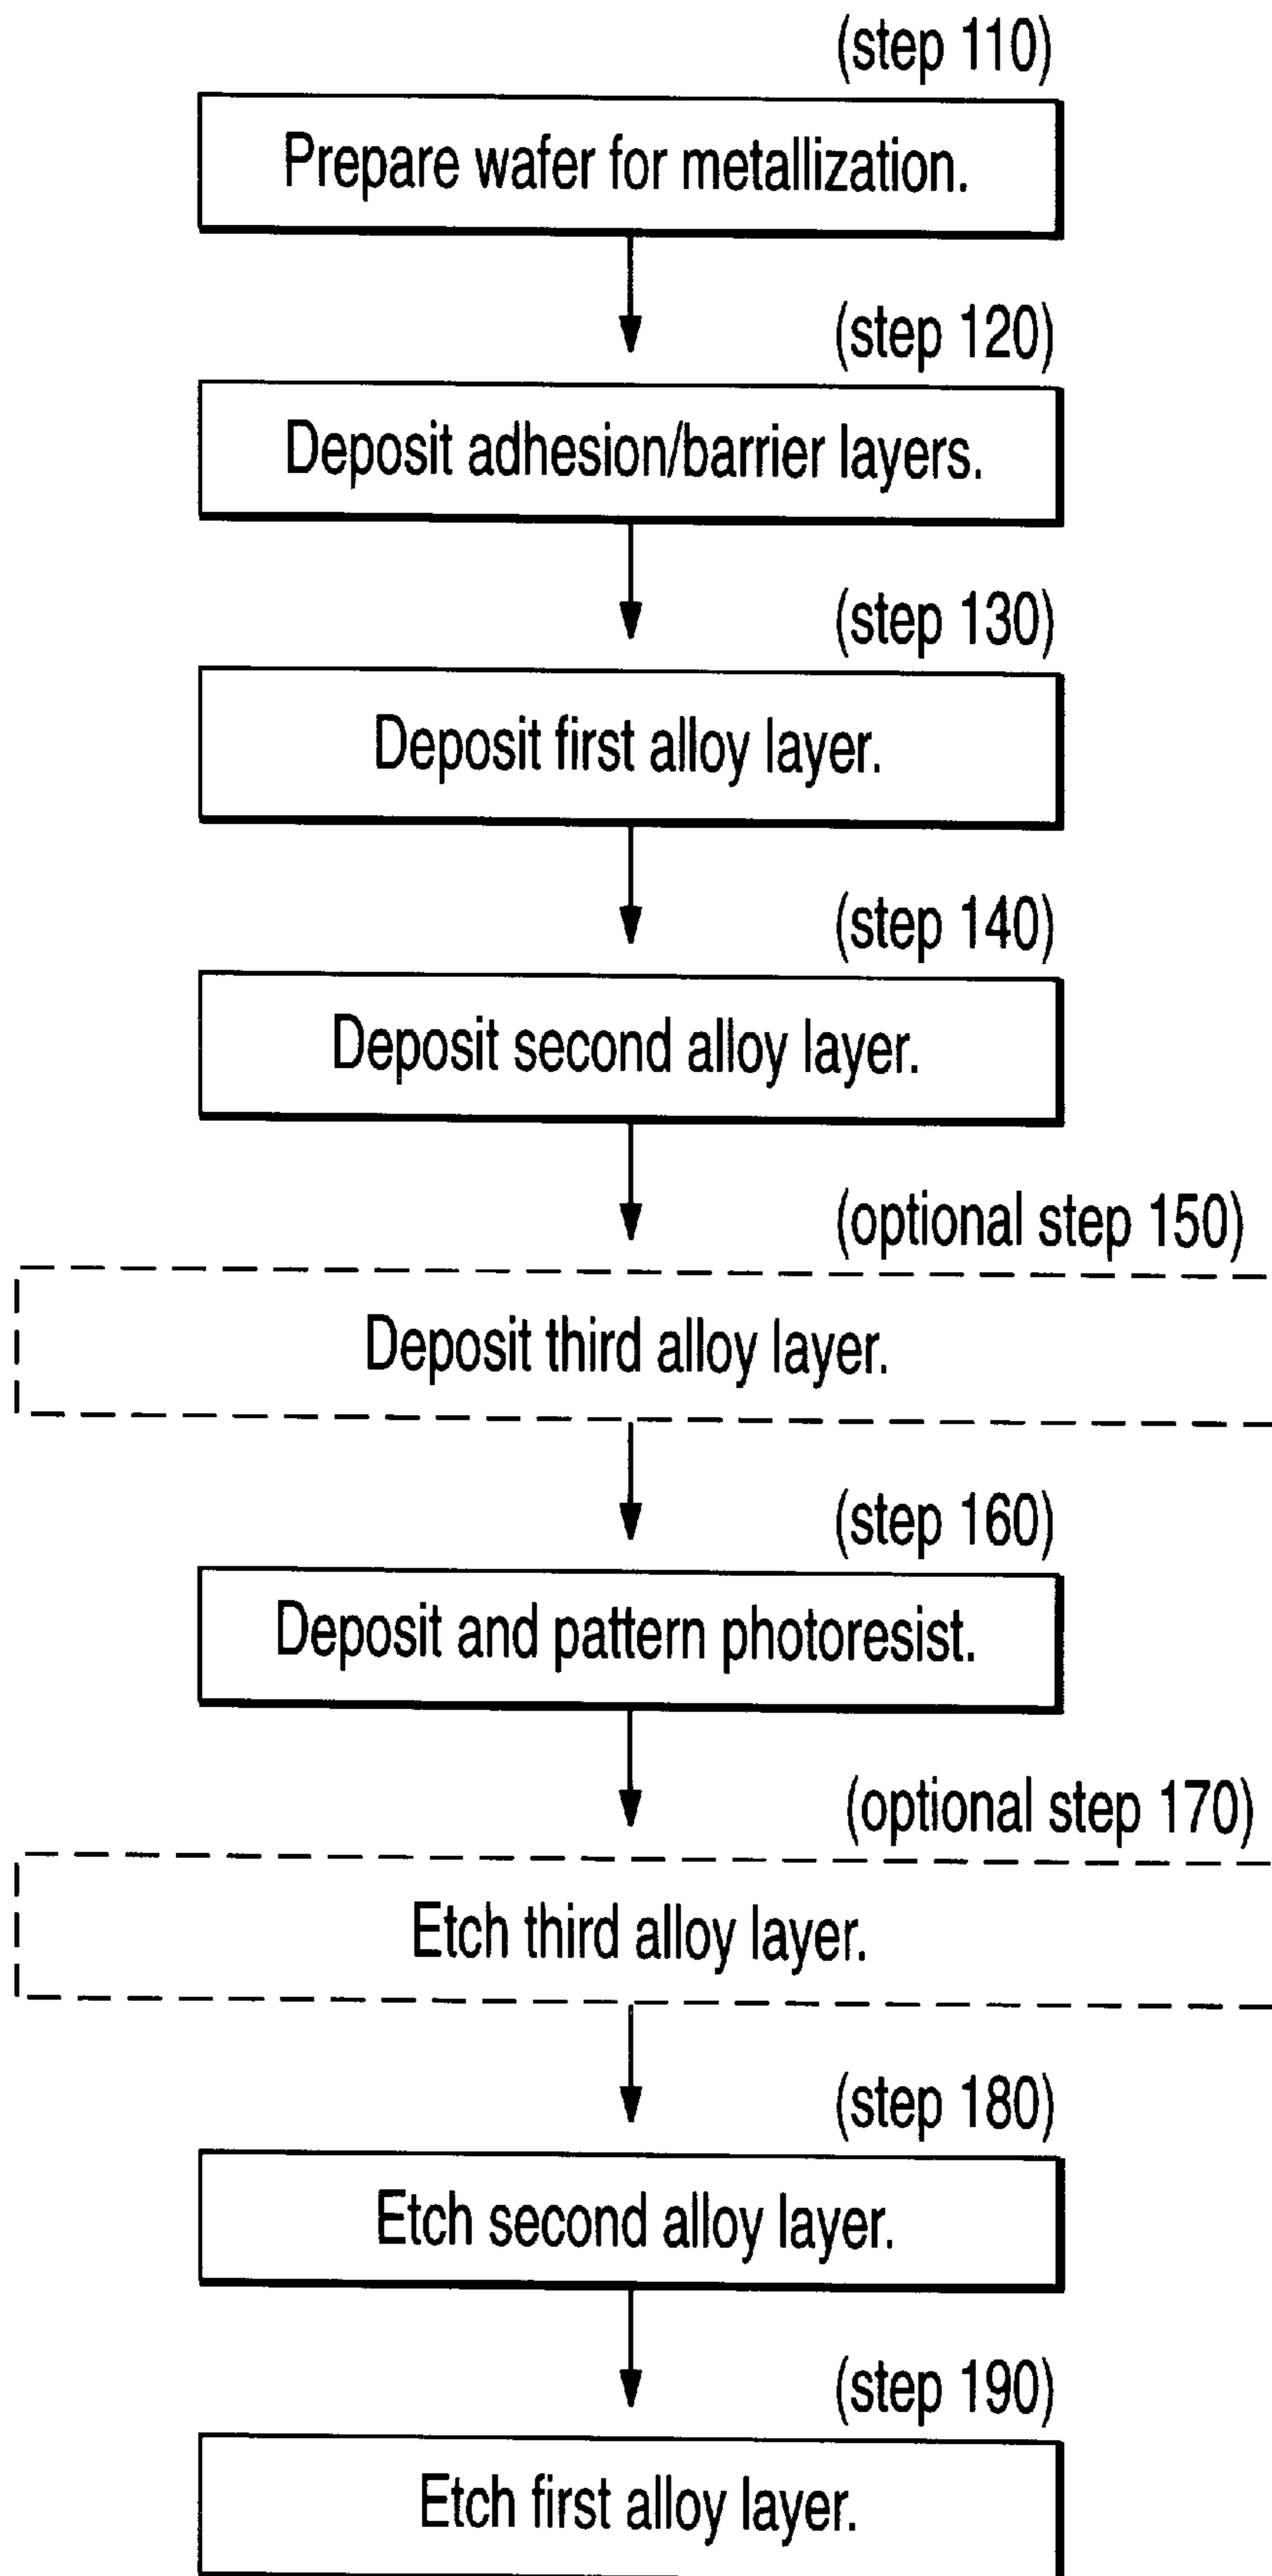 (step 110)
Prepare wafer for metallization.
(step 120)
Deposit adhesion/barrier layers.
(step 130)
Deposit first alloy layer.
(step 140)
Deposit second alloy layer.
(optional step 150)
Deposit third alloy layer.
(step 160)
Deposit and pattern photoresist.
(optional step 170)
Etch third alloy layer.
(step 180)
Etch second alloy layer.
(step 190)
Etch first alloy layer.